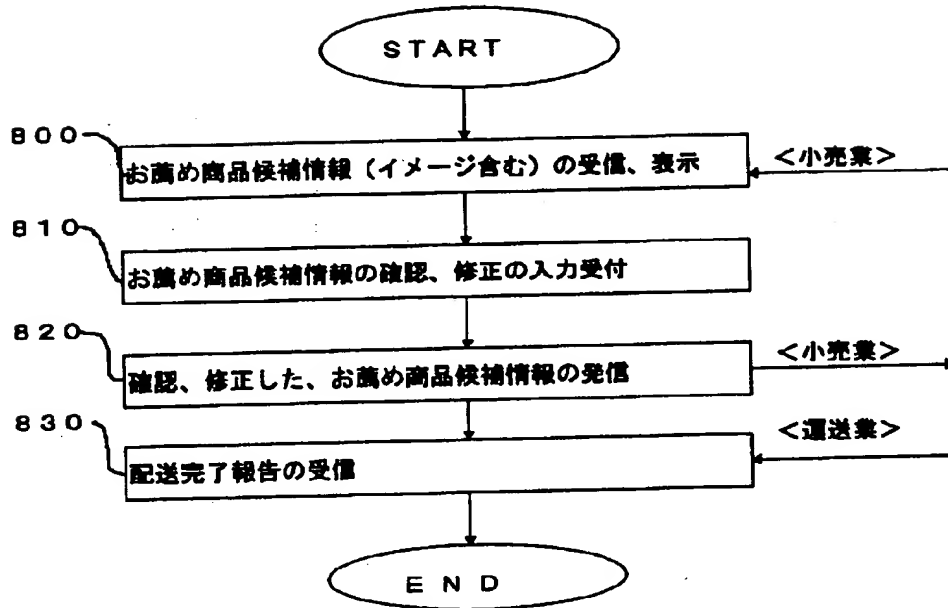 START
800
お薦め商品候補情報（イメージ含む）の受信、表示
＜小売業＞
810
お薦め商品候補情報の確認、修正の入力受付
820
確認、修正した、お薦め商品候補情報の発信
＜小売業＞
830
配送完了報告の受信
＜運送業＞
END